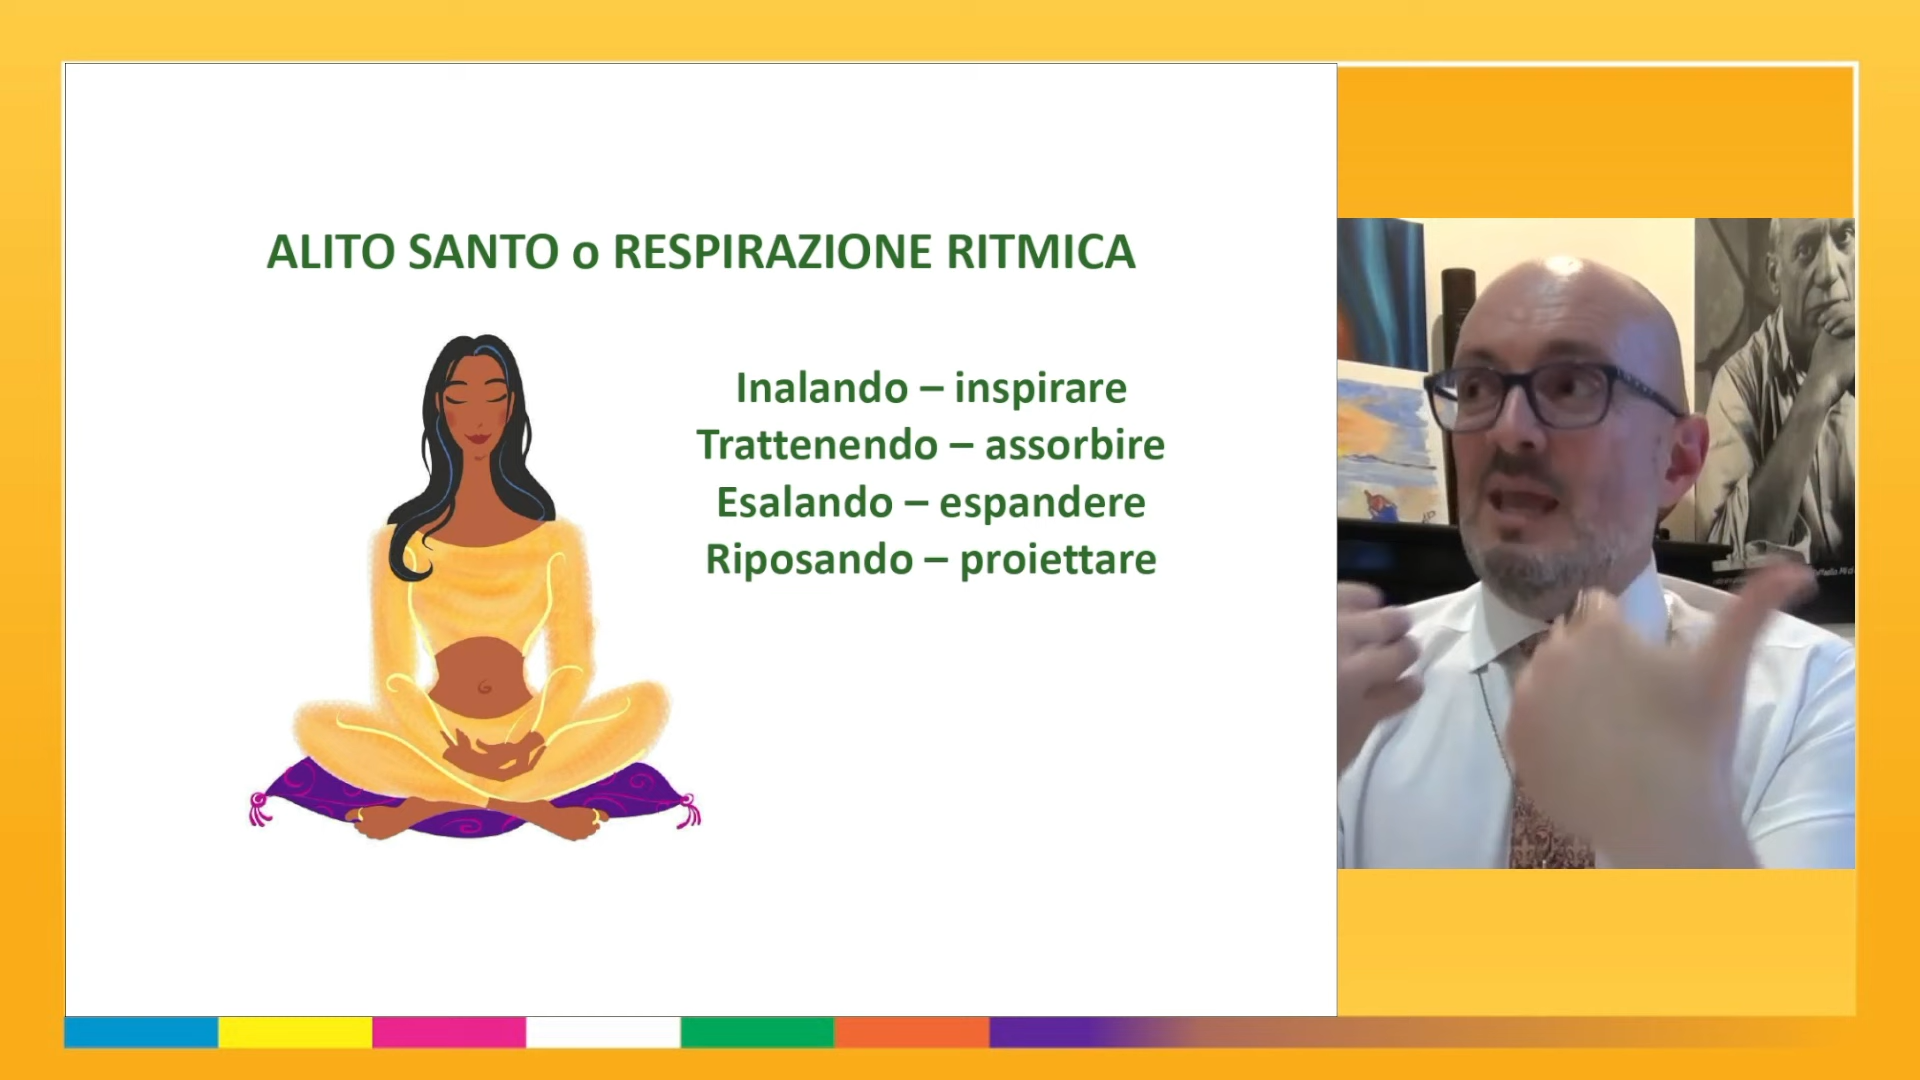 ALITO SANTO o RESPIRAZIONE RITMICA
Inalando – inspirare
Trattenendo – assorbire
Esalando – espandere
Riposando – proiettare